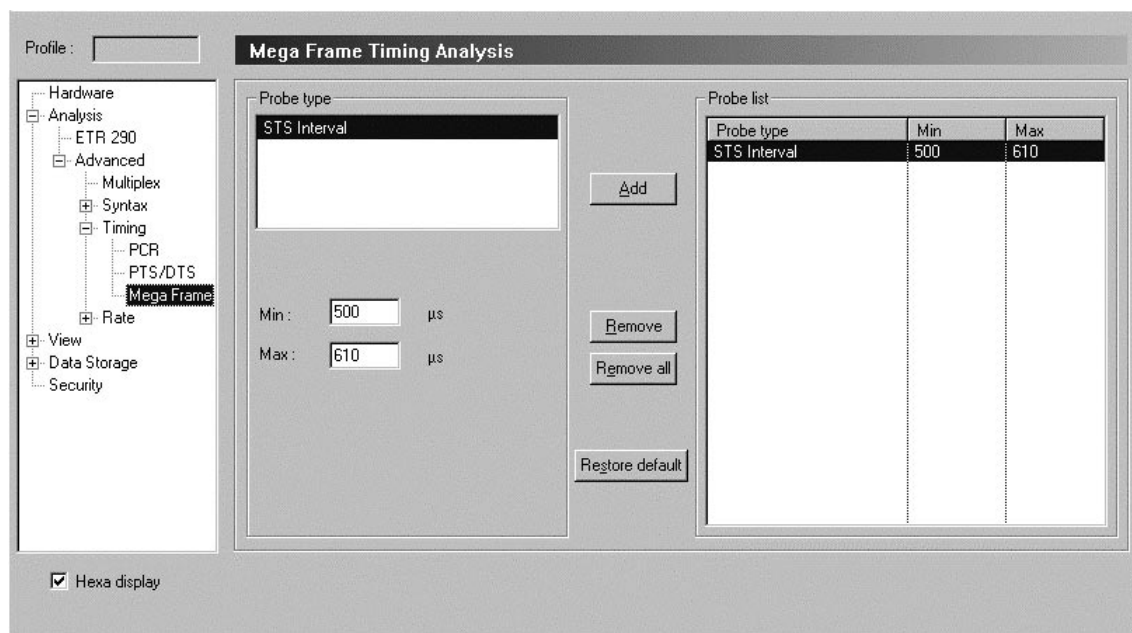 Profile :
Mega Frame Timing Analysis
Hardware
Analysis
ETR 290
Advanced
Multiplex
Syntax
Timing
PCR
PTS/DTS
Mega Frame
Rate
View
Data Storage
Security
Probe type
STS Interval
Min : 500 µs
Max : 610 µs
Add
Remove
Remove all
Restore default
Probe list
Probe type Min Max
STS Interval 500 610
Hexa display